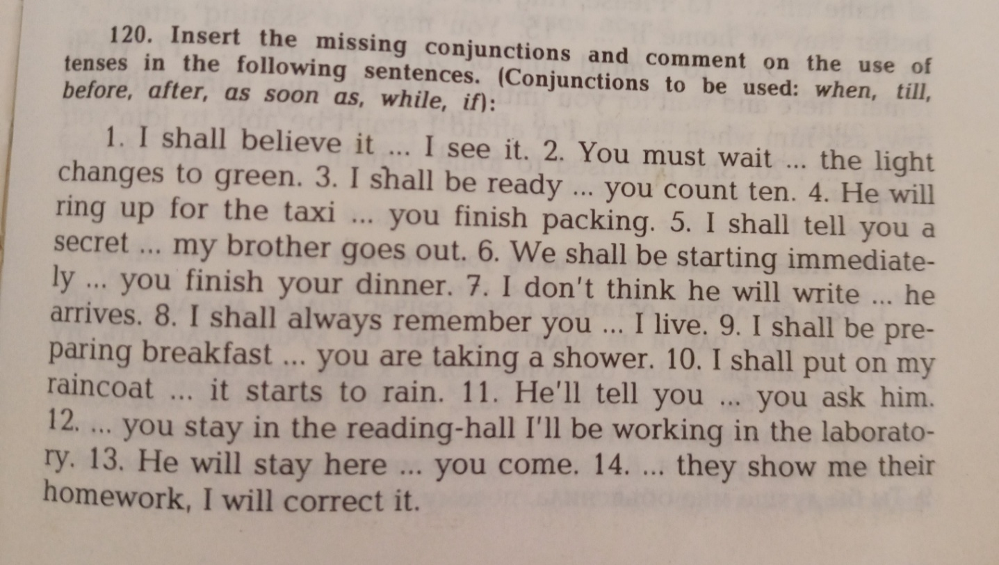 120. Insert the missing conjunctions and comment on the use of
tenses in the following sentences. (Conjunctions to be used: when, till,
before, after, as soon as, while, if):
1. I shall believe it ... I see it. 2. You must wait ... the light
changes to green. 3. I shall be ready ... you count ten. 4. He will
ring up for the taxi ... you finish packing. 5. I shall tell you a
secret ... my brother goes out. 6. We shall be starting immediate-
ly ... you finish your dinner. 7. I don't think he will write ... he
arrives. 8. I shall always remember you ... I live. 9. I shall be pre-
paring breakfast ... you are taking a shower. 10. I shall put on my
raincoat ... it starts to rain. 11. He'll tell you ... you ask him.
12. ... you stay in the reading-hall I'll be working in the laborato-
ry. 13. He will stay here ... you come. 14. ... they show me their
homework, I will correct it.